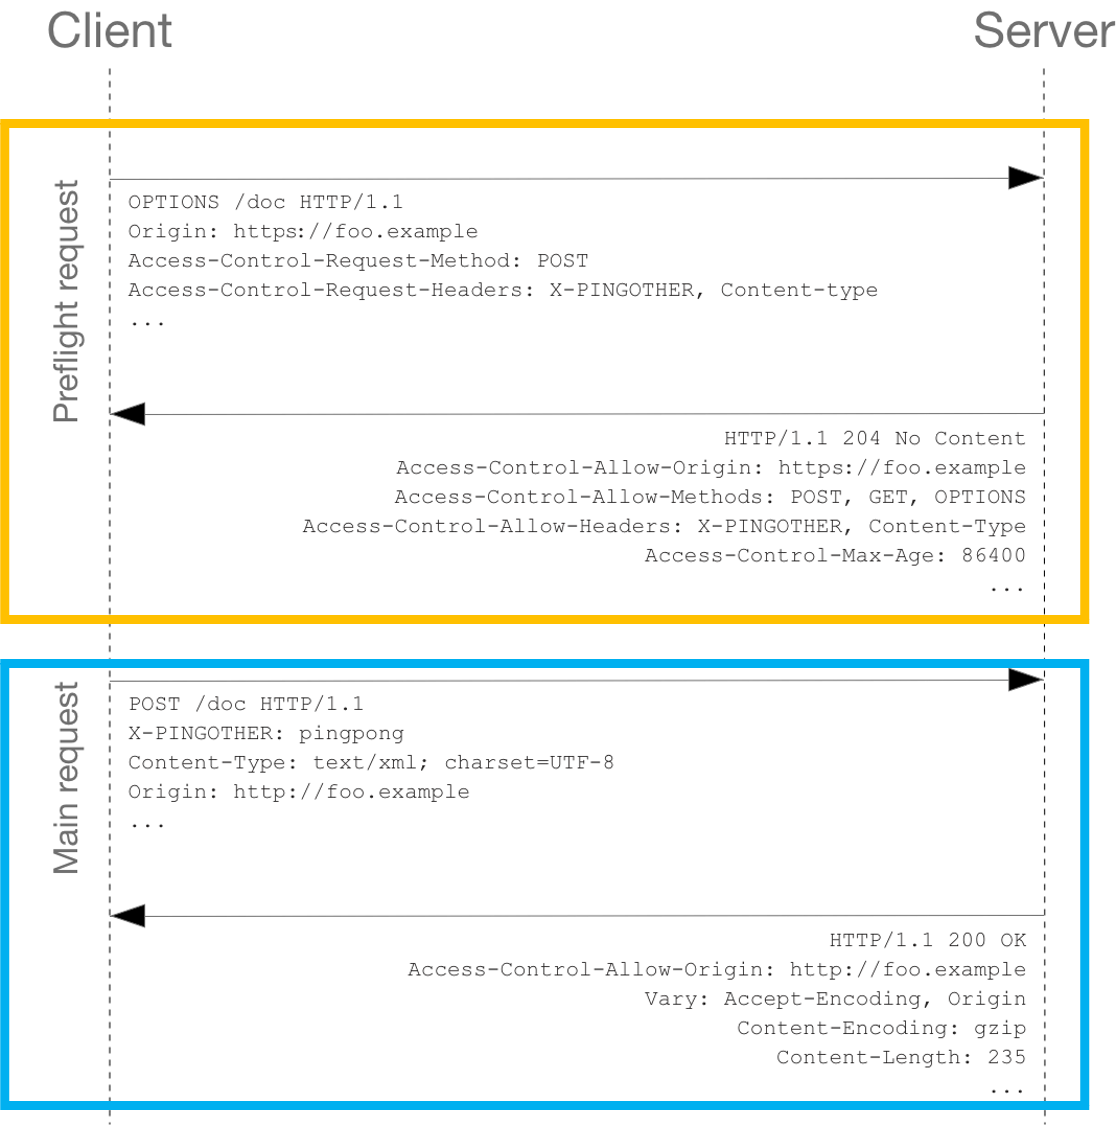 Client
Server
Preflight request
OPTIONS /doc HTTP/1.1
Origin: https://foo.example
Access-Control-Request-Method: POST
Access-Control-Request-Headers: X-PINGOTHER, Content-type
...
HTTP/1.1 204 No Content
Access-Control-Allow-Origin: https://foo.example
Access-Control-Allow-Methods: POST, GET, OPTIONS
Access-Control-Allow-Headers: X-PINGOTHER, Content-Type
Access-Control-Max-Age: 86400
...
Main request
POST /doc HTTP/1.1
X-PINGOTHER: pingpong
Content-Type: text/xml; charset=UTF-8
Origin: http://foo.example
...
HTTP/1.1 200 OK
Access-Control-Allow-Origin: http://foo.example
Vary: Accept-Encoding, Origin
Content-Encoding: gzip
Content-Length: 235
...